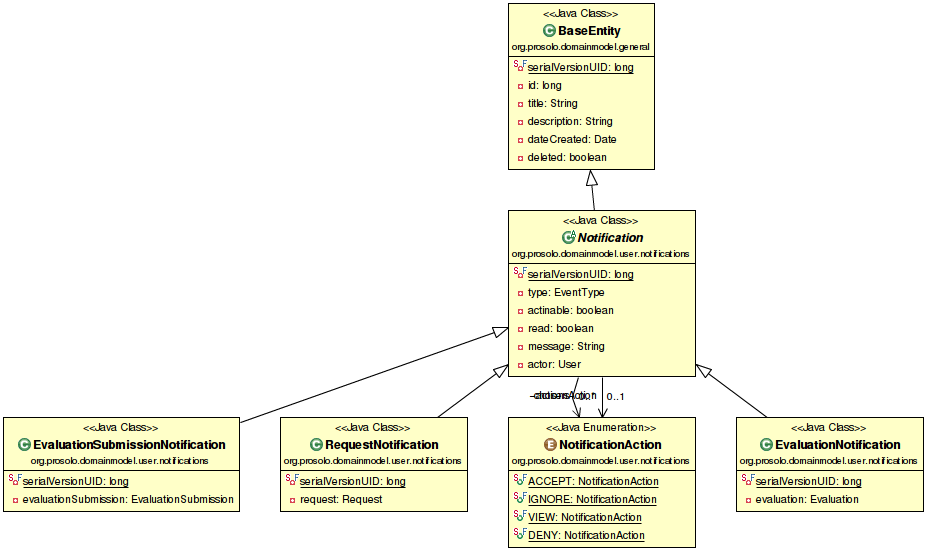 <<Java Class>>
BaseEntity
org.prosolo.domainmodel.general
serialVersionUID: long
id: long
title: String
description: String
dateCreated: Date
deleted: boolean
<<Java Class>>
Notification
org.prosolo.domainmodel.user.notifications
serialVersionUID: long
type: EventType
actinable: boolean
read: boolean
message: String
actor: User
0..1
<<Java Class>>
EvaluationSubmissionNotification
org.prosolo.domainmodel.user.notifications
serialVersionUID: long
evaluationSubmission: EvaluationSubmission
<<Java Class>>
RequestNotification
org.prosolo.domainmodel.user.notifications
serialVersionUID: long
request: Request
<<Java Enumeration>>
NotificationAction
org.prosolo.domainmodel.user.notifications
ACCEPT: NotificationAction
IGNORE: NotificationAction
VIEW: NotificationAction
DENY: NotificationAction
<<Java Class>>
EvaluationNotification
org.prosolo.domainmodel.user.notifications
serialVersionUID: long
evaluation: Evaluation